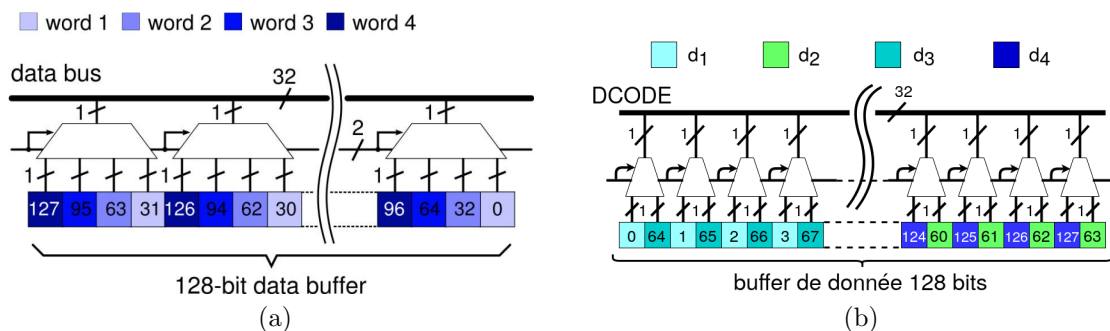 word 1 word 2 word 3 word 4
data bus
32
1 1 1
2
1 1 1
127 95 63 31 126 94 62 30 96 64 32 0
128-bit data buffer
(a)
d1 d2 d3 d4
DCODE
32
1 1 1 1 1 1 1 1
1 1 1 1 1 1 1 1
0 64 1 65 2 66 3 67 124 60 125 61 126 62 127 63
buffer de donnée 128 bits
(b)